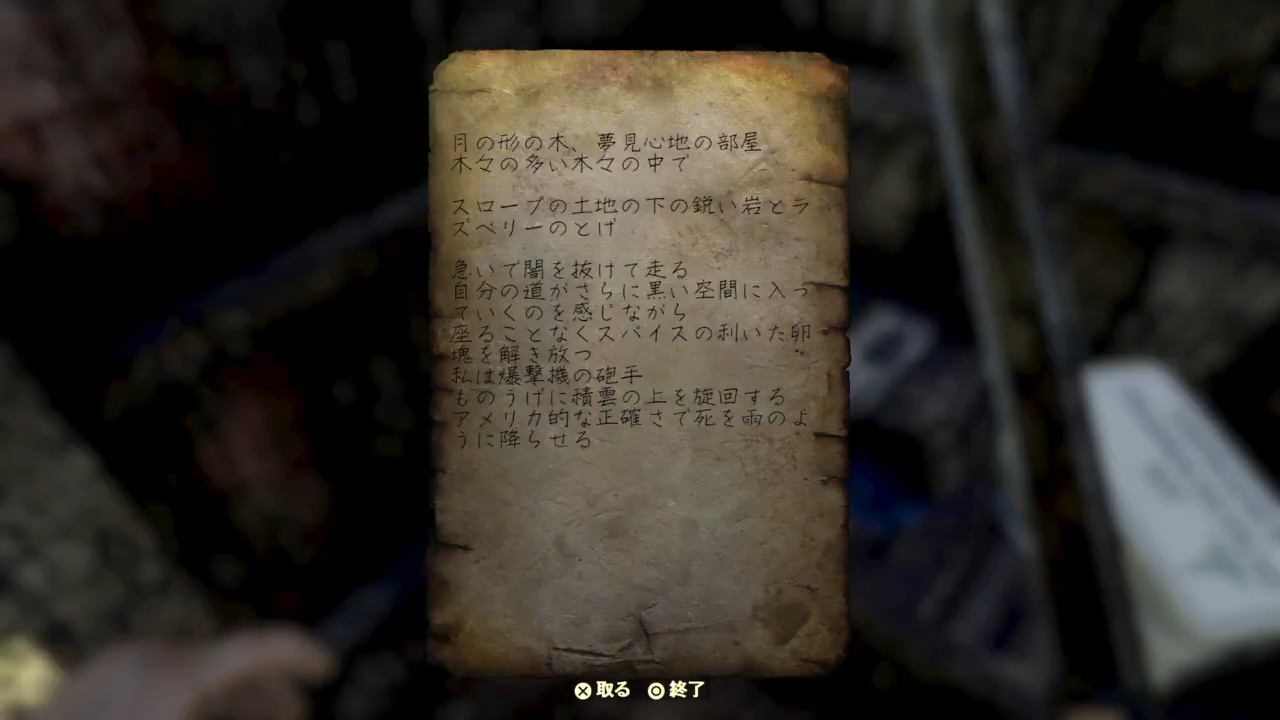 月の形の木、夢見心地の部屋
木々の多い木々の中で
スロープの土地の下の鋭い岩とラ
ズベリーのとげ
急いで闇を抜けて走る
自分の道がさらに黒い空間に入っ
ていくのを感じながら
座ることなくスパイスの利いた卵
塊を解き放つ
私は爆撃機の砲手
ものうげに積雲の上を旋回する
アメリカ的な正確さで死を雨のよ
うに降らせる
取る 終了